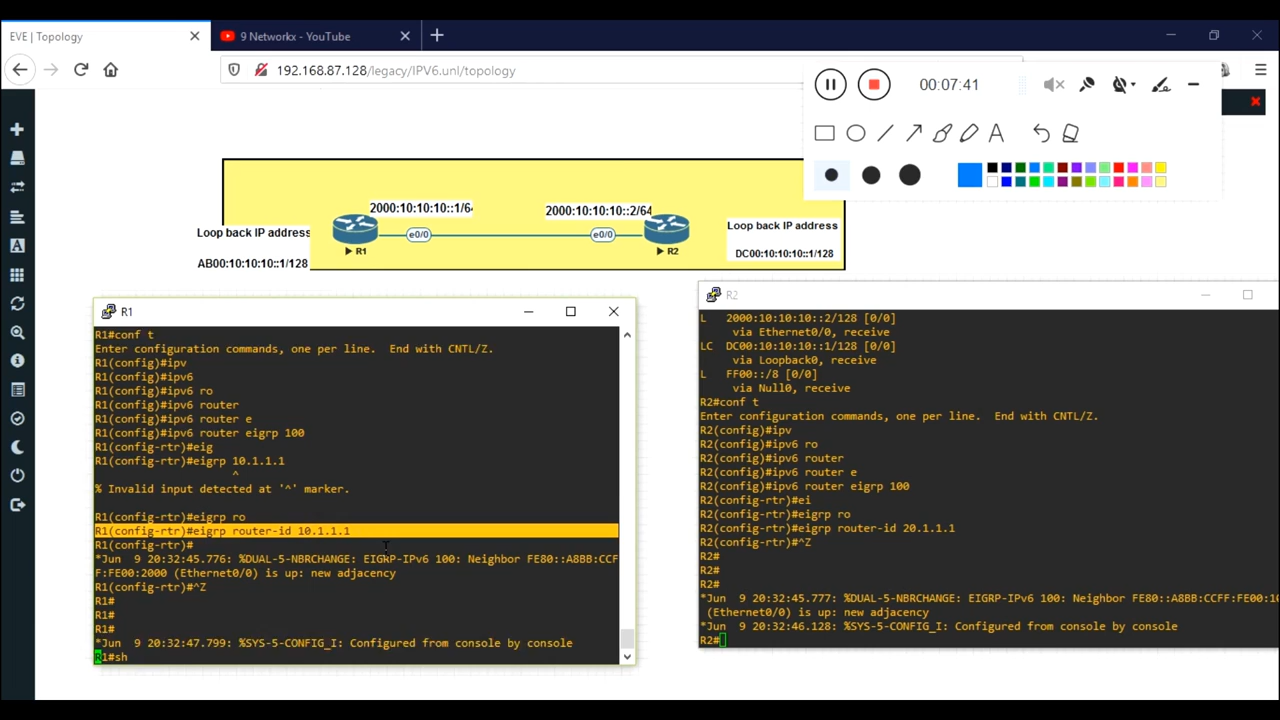 EVE | Topology
9 Networkx - YouTube
192.168.87.128/legacy/IPV6.unl/topology
00:07:41
A
2000:10:10:10::1/64
2000:10:10:10::2/64
Loop back IP address
AB00:10:10:10::1/128
e0/0
e0/0
R1
R2
Loop back IP address
DC00:10:10:10::1/128
R1
R1#conf t
Enter configuration commands, one per line.  End with CNTL/Z.
R1(config)#ipv
R1(config)#ipv6
R1(config)#ipv6 ro
R1(config)#ipv6 router
R1(config)#ipv6 router e
R1(config)#ipv6 router eigrp 100
R1(config-rtr)#eig
R1(config-rtr)#eigrp 10.1.1.1
^
% Invalid input detected at '^' marker.
R1(config-rtr)#eigrp ro
R1(config-rtr)#eigrp router-id 10.1.1.1
R1(config-rtr)#
*Jun  9 20:32:45.776: %DUAL-5-NBRCHANGE: EIGRP-IPv6 100: Neighbor FE80::A8BB:CCF
F:FE00:2000 (Ethernet0/0) is up: new adjacency
R1(config-rtr)#^Z
R1#
R1#
R1#
*Jun  9 20:32:47.799: %SYS-5-CONFIG_I: Configured from console by console
R1#sh
R2
L   2000:10:10:10::2/128 [0/0]
via Ethernet0/0, receive
LC  DC00:10:10:10::1/128 [0/0]
via Loopback0, receive
L   FF00::/8 [0/0]
via Null0, receive
R2#conf t
Enter configuration commands, one per line.  End with CNTL/Z.
R2(config)#ipv
R2(config)#ipv6 ro
R2(config)#ipv6 router
R2(config)#ipv6 router e
R2(config)#ipv6 router eigrp 100
R2(config-rtr)#ei
R2(config-rtr)#eigrp ro
R2(config-rtr)#eigrp router-id 20.1.1.1
R2(config-rtr)#^Z
R2#
R2#
R2#
*Jun  9 20:32:45.777: %DUAL-5-NBRCHANGE: EIGRP-IPv6 100: Neighbor FE80::A8BB:CCFF:FE00:10
(Ethernet0/0) is up: new adjacency
*Jun  9 20:32:46.128: %SYS-5-CONFIG_I: Configured from console by console
R2#